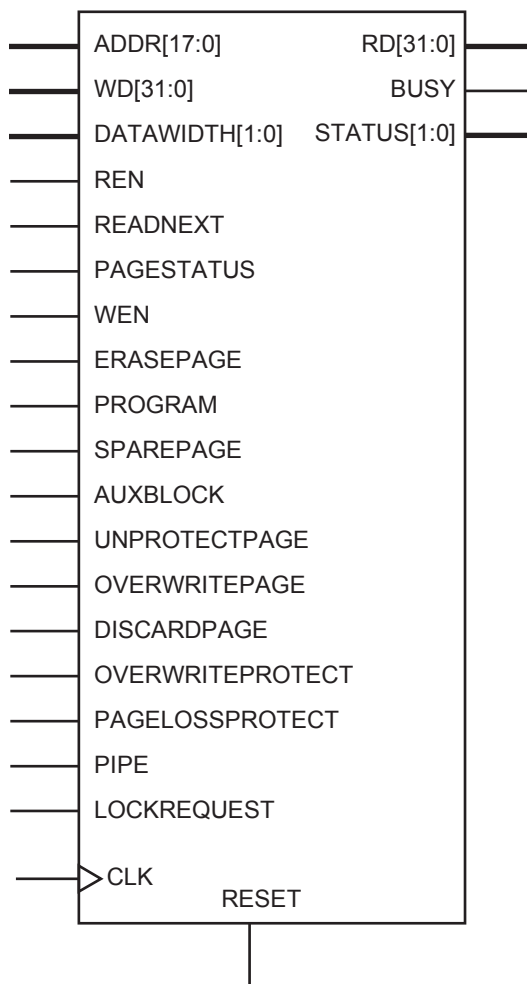 ADDR[17:0] RD[31:0]
WD[31:0] BUSY
DATAWIDTH[1:0] STATUS[1:0]
REN
READNEXT
PAGESTATUS
WEN
ERASEPAGE
PROGRAM
SPAREPAGE
AUXBLOCK
UNPROTECTPAGE
OVERWRITEPAGE
DISCARDPAGE
OVERWRITEPROTECT
PAGELOSSPROTECT
PIPE
LOCKREQUEST
CLK
RESET